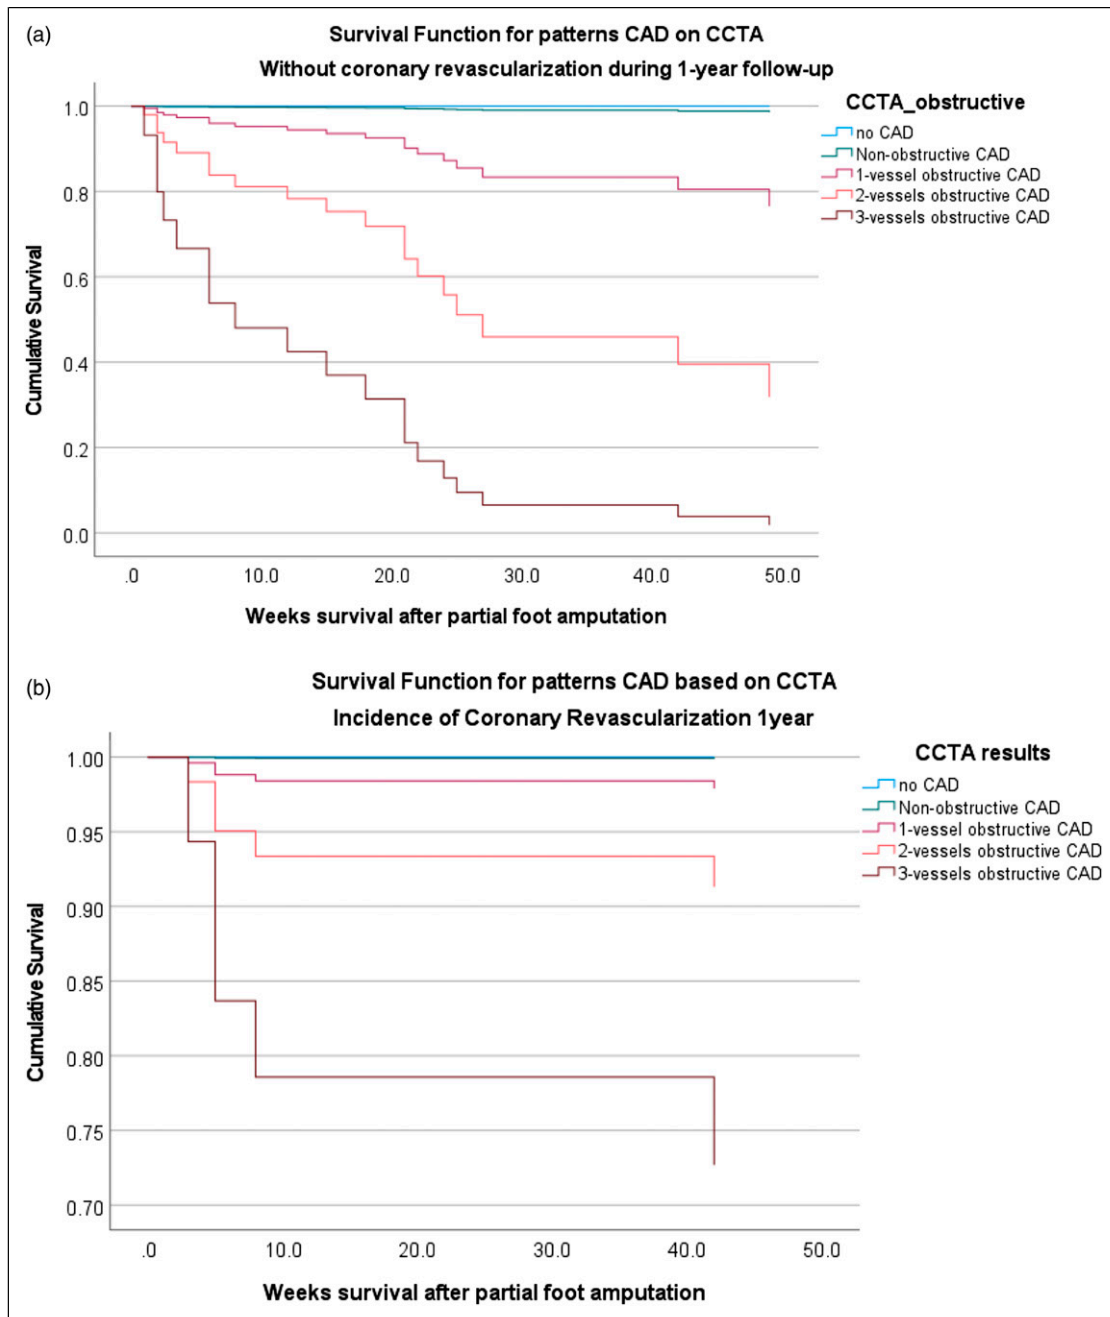 (a)
Survival Function for patterns CAD on CCTA
Without coronary revascularization during 1-year follow-up
CCTA_obstructive
no CAD
Non-obstructive CAD
1-vessel obstructive CAD
2-vessels obstructive CAD
3-vessels obstructive CAD
Cumulative Survival
1.0
0.8
0.6
0.4
0.2
0.0
.0 10.0 20.0 30.0 40.0 50.0
Weeks survival after partial foot amputation
(b)
Survival Function for patterns CAD based on CCTA
Incidence of Coronary Revascularization 1year
CCTA results
no CAD
Non-obstructive CAD
1-vessel obstructive CAD
2-vessels obstructive CAD
3-vessels obstructive CAD
Cumulative Survival
1.00
0.95
0.90
0.85
0.80
0.75
0.70
.0 10.0 20.0 30.0 40.0 50.0
Weeks survival after partial foot amputation